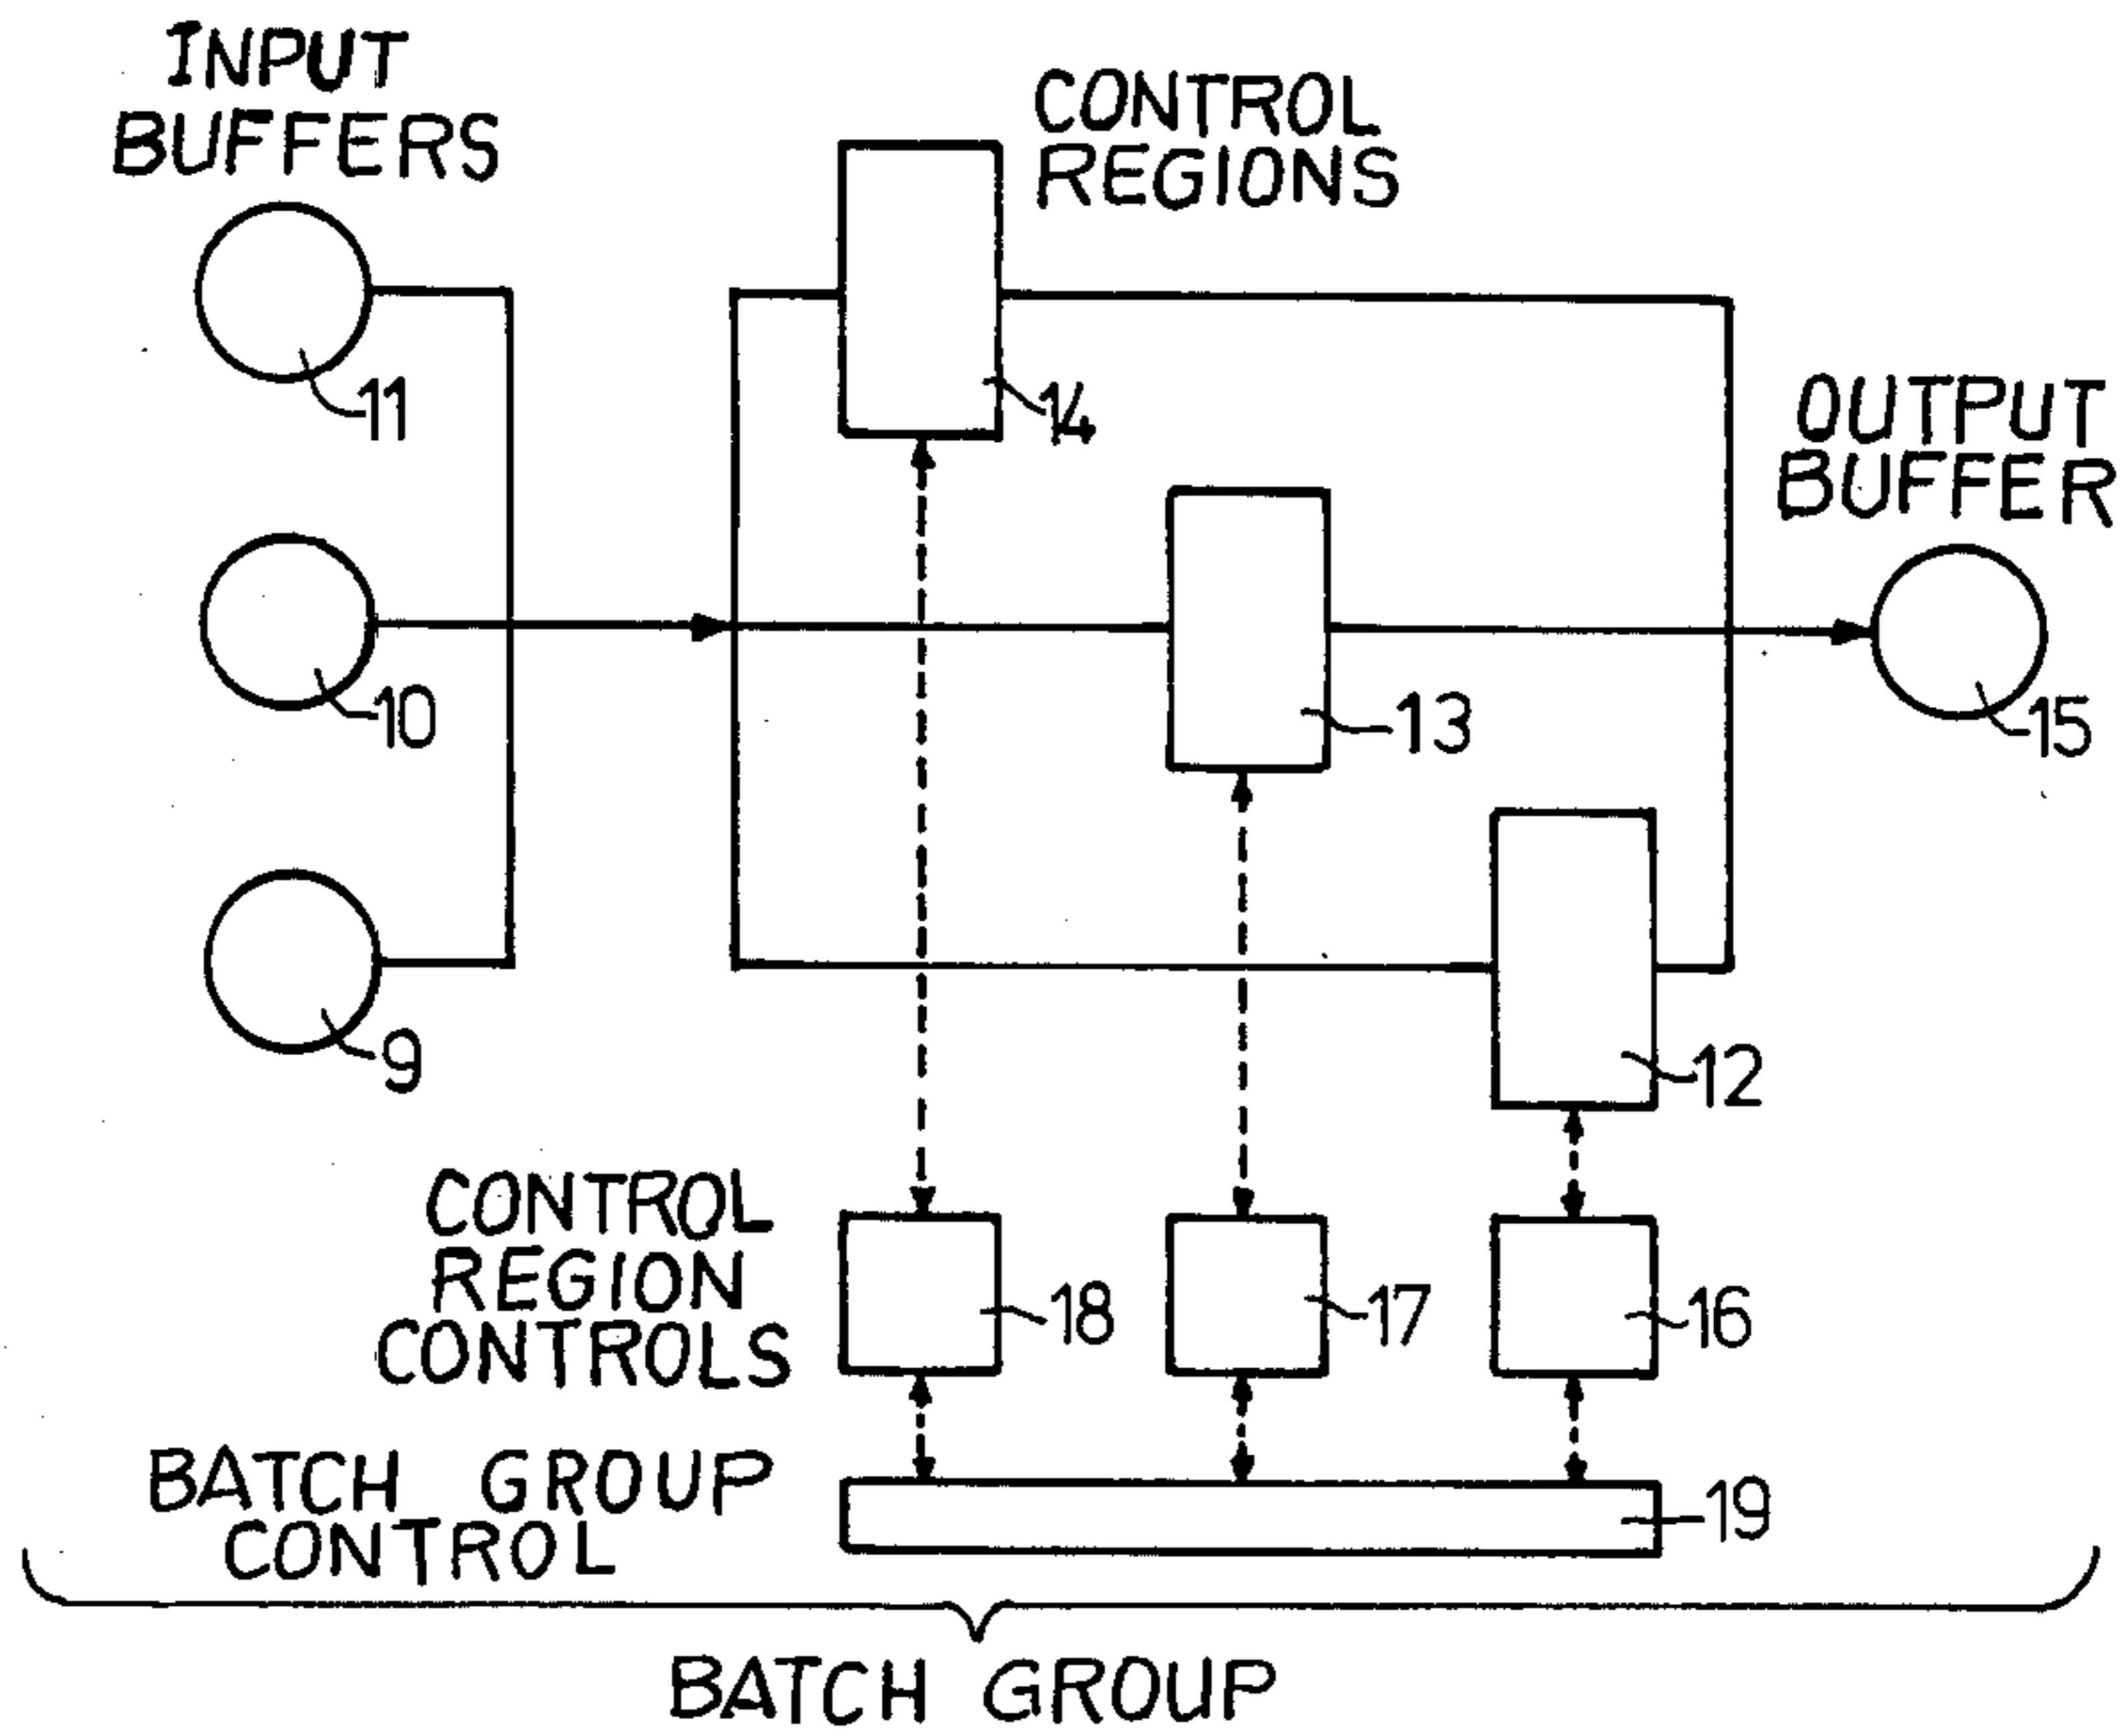 INPUT
BUFFERS
CONTROL
REGIONS
11
14
OUTPUT
BUFFER
10
13
15
9
12
CONTROL
REGION
CONTROLS
18
17
16
BATCH GROUP
CONTROL
19
BATCH GROUP